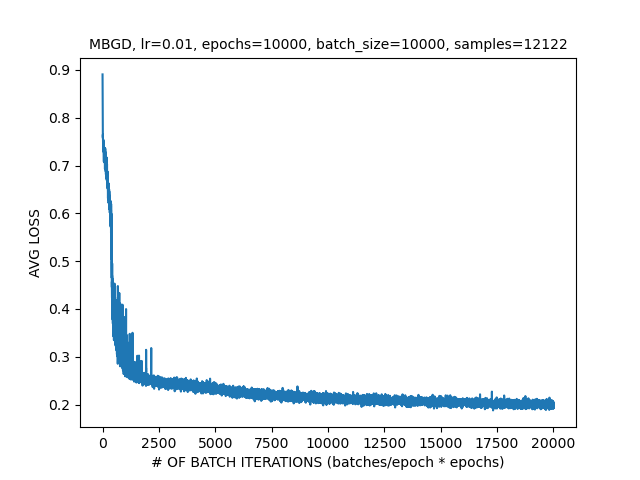 MBGD, lr=0.01, epochs=10000, batch_size=10000, samples=12122
0.9
0.8
0.7
0.6
0.5
0.4
0.3
0.2
AVG LOSS
0 2500 5000 7500 10000 12500 15000 17500 20000
# OF BATCH ITERATIONS (batches/epoch * epochs)